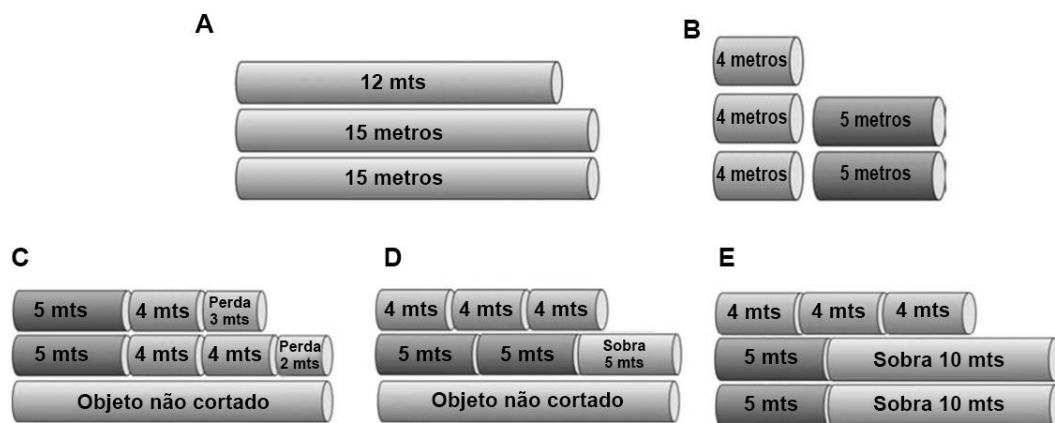 A
12 mts
15 metros
15 metros
B
4 metros
4 metros
5 metros
4 metros
5 metros
C
5 mts 4 mts Perda
3 mts
5 mts 4 mts 4 mts Perda
2 mts
Objeto não cortado
D
4 mts 4 mts 4 mts
5 mts 5 mts Sobra
5 mts
Objeto não cortado
E
4 mts 4 mts 4 mts
5 mts Sobra 10 mts
5 mts Sobra 10 mts